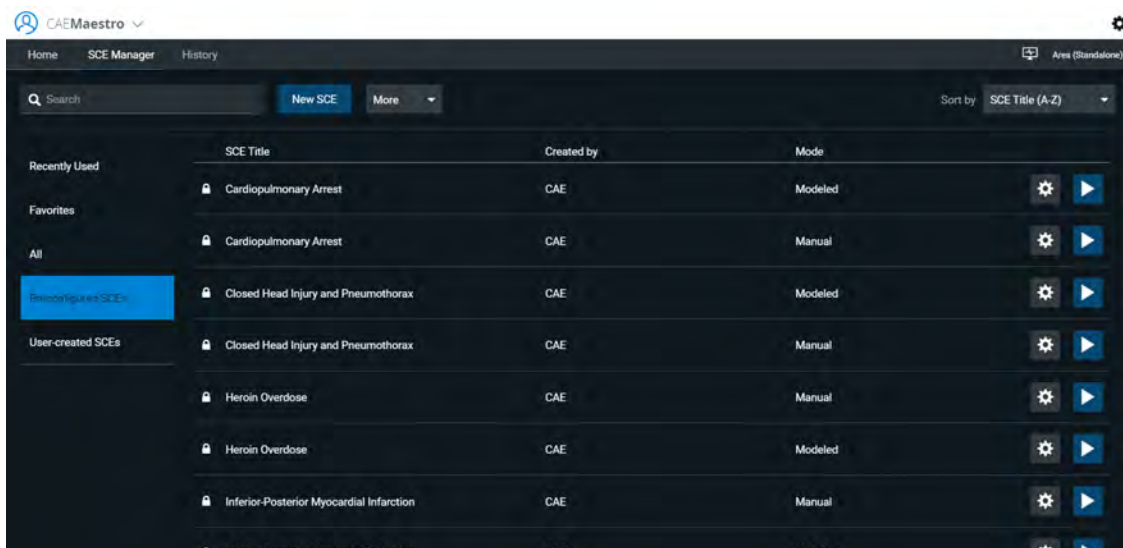 CAEMaestro
Home SCE Manager History Ares (Standalone)
Search New SCE More Sort by SCE Title (A-Z)
SCE Title Created by Mode
Recently Used
Cardiopulmonary Arrest CAE Modeled
Favorites
Cardiopulmonary Arrest CAE Manual
All
Preconfigured SCEs Closed Head Injury and Pneumothorax CAE Modeled
User-created SCEs Closed Head Injury and Pneumothorax CAE Manual
Heroin Overdose CAE Manual
Heroin Overdose CAE Modeled
Inferior-Posterior Myocardial Infarction CAE Manual